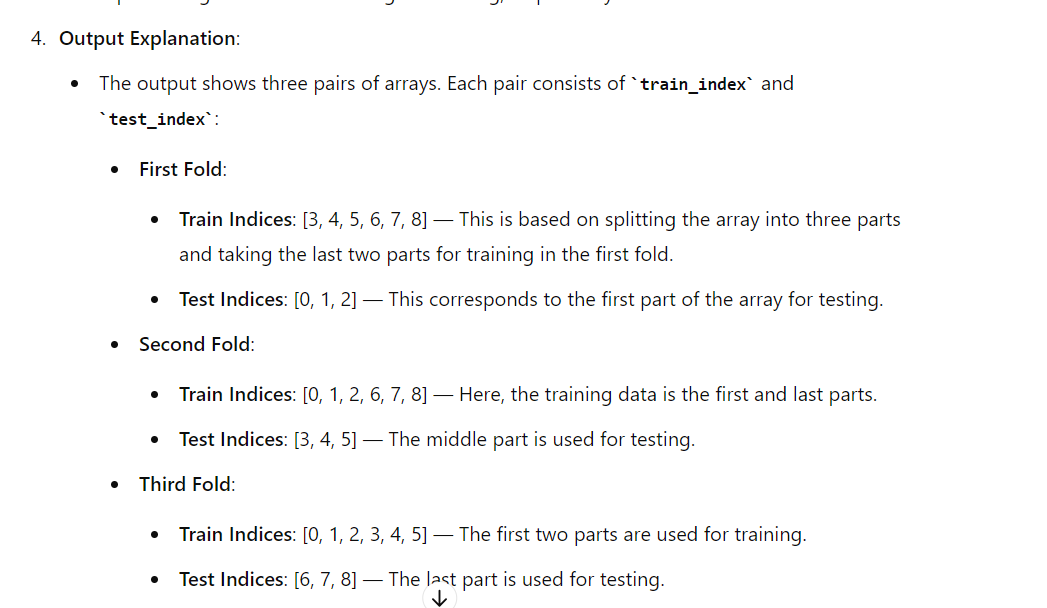 4. Output Explanation:
• The output shows three pairs of arrays. Each pair consists of `train_index` and
`test_index`:
• First Fold:
• Train Indices: [3, 4, 5, 6, 7, 8] — This is based on splitting the array into three parts
and taking the last two parts for training in the first fold.
• Test Indices: [0, 1, 2] — This corresponds to the first part of the array for testing.
• Second Fold:
• Train Indices: [0, 1, 2, 6, 7, 8] — Here, the training data is the first and last parts.
• Test Indices: [3, 4, 5] — The middle part is used for testing.
• Third Fold:
• Train Indices: [0, 1, 2, 3, 4, 5] — The first two parts are used for training.
• Test Indices: [6, 7, 8] — The last part is used for testing.